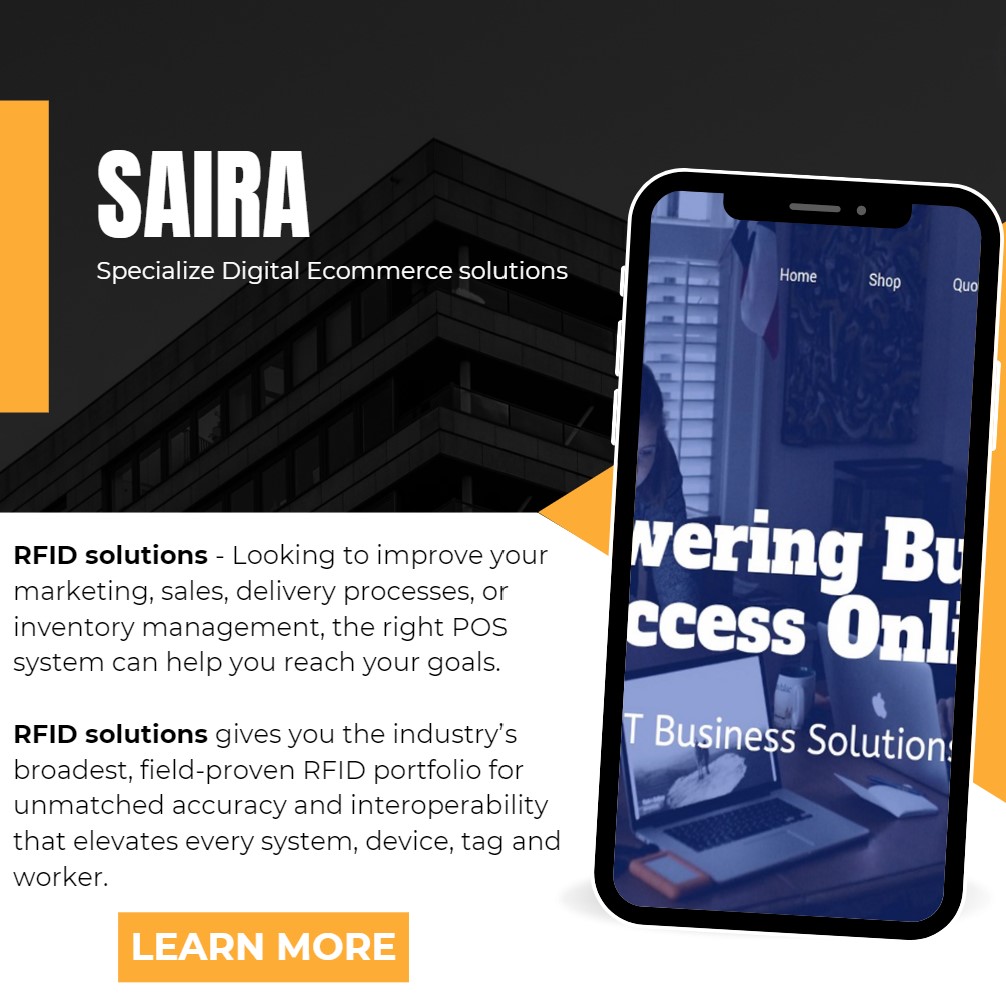 SAIRA
Specialize Digital Ecommerce solutions
Home Shop Quo
wering Bu
ccess Onli
T Business Solutions
RFID solutions - Looking to improve your
marketing, sales, delivery processes, or
inventory management, the right POS
system can help you reach your goals.
RFID solutions gives you the industry’s
broadest, field-proven RFID portfolio for
unmatched accuracy and interoperability
that elevates every system, device, tag and
worker.
LEARN MORE